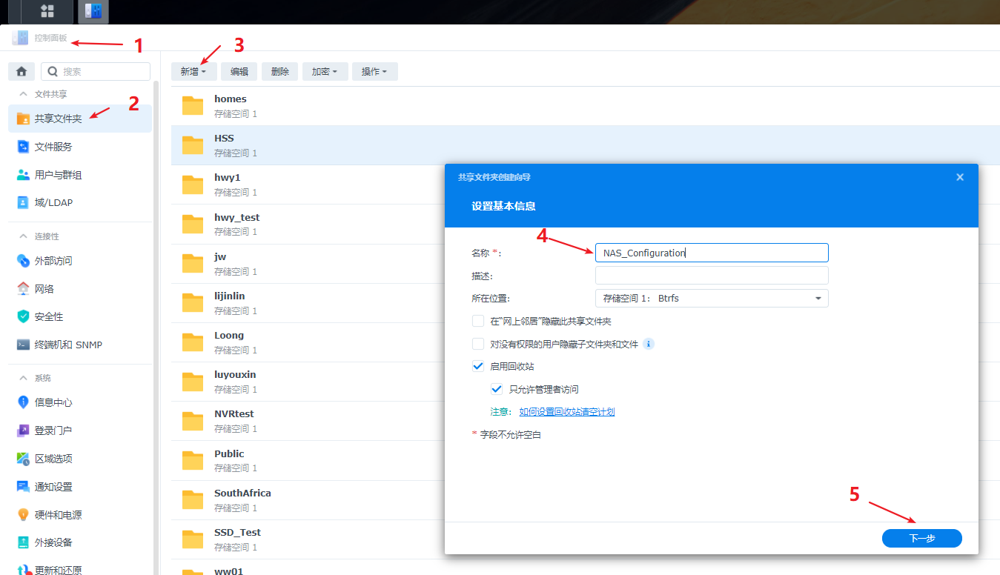 控制面板
1
3
搜索
新增
编辑
删除
加密
操作
文件共享
2
共享文件夹
文件服务
用户与群组
域/LDAP
连接性
外部访问
网络
安全性
终端机和 SNMP
系统
信息中心
登录门户
区域选项
通知设置
硬件和电源
外接设备
更新和还原
homes
存储空间 1
HSS
存储空间 1
hwy1
存储空间 1
hwy_test
存储空间 1
jw
存储空间 1
lijinlin
存储空间 1
Loong
存储空间 1
luyouxin
存储空间 1
NVRtest
存储空间 1
Public
存储空间 1
SouthAfrica
存储空间 1
SSD_Test
存储空间 1
ww01
共享文件夹创建向导
设置基本信息
4
名称 *:
NAS_Configuration
描述:
所在位置:
存储空间 1: Btrfs
在“网上邻居”隐藏此共享文件夹
对没有权限的用户隐藏子文件夹和文件
启用回收站
只允许管理者访问
注意: 如何设置回收站清空计划
* 字段不允许空白
5
下一步